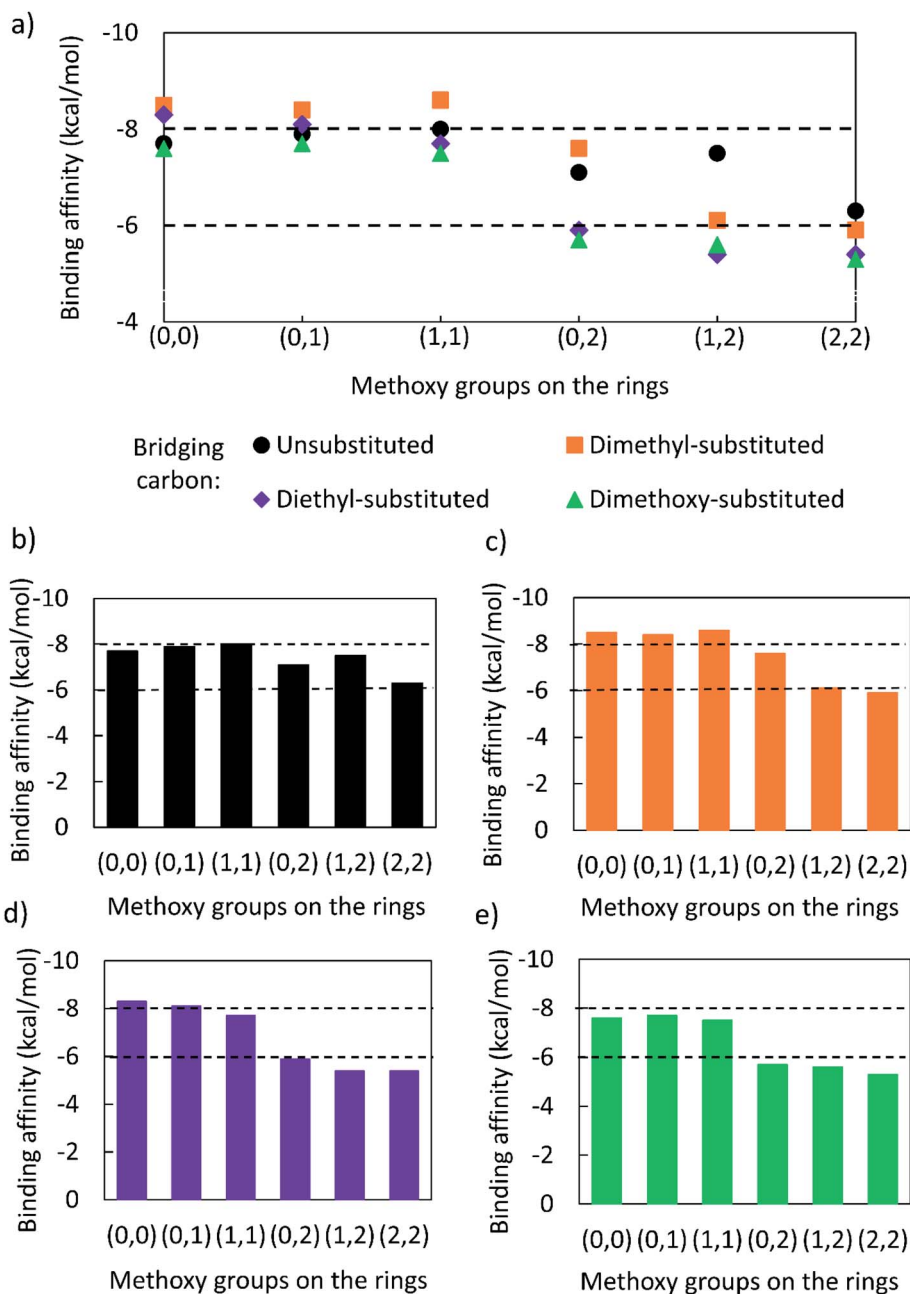 a)
-10
-8
-6
-4
Binding affinity (kcal/mol)
(0,0) (0,1) (1,1) (0,2) (1,2) (2,2)
Methoxy groups on the rings
Bridging carbon:
Unsubstituted
Dimethyl-substituted
Diethyl-substituted
Dimethoxy-substituted
b)
-10
-8
-6
-4
-2
0
Binding affinity (kcal/mol)
(0,0) (0,1) (1,1) (0,2) (1,2) (2,2)
Methoxy groups on the rings
c)
-10
-8
-6
-4
-2
0
Binding affinity (kcal/mol)
(0,0) (0,1) (1,1) (0,2) (1,2) (2,2)
Methoxy groups on the rings
d)
-10
-8
-6
-4
-2
0
Binding affinity (kcal/mol)
(0,0) (0,1) (1,1) (0,2) (1,2) (2,2)
Methoxy groups on the rings
e)
-10
-8
-6
-4
-2
0
Binding affinity (kcal/mol)
(0,0) (0,1) (1,1) (0,2) (1,2) (2,2)
Methoxy groups on the rings